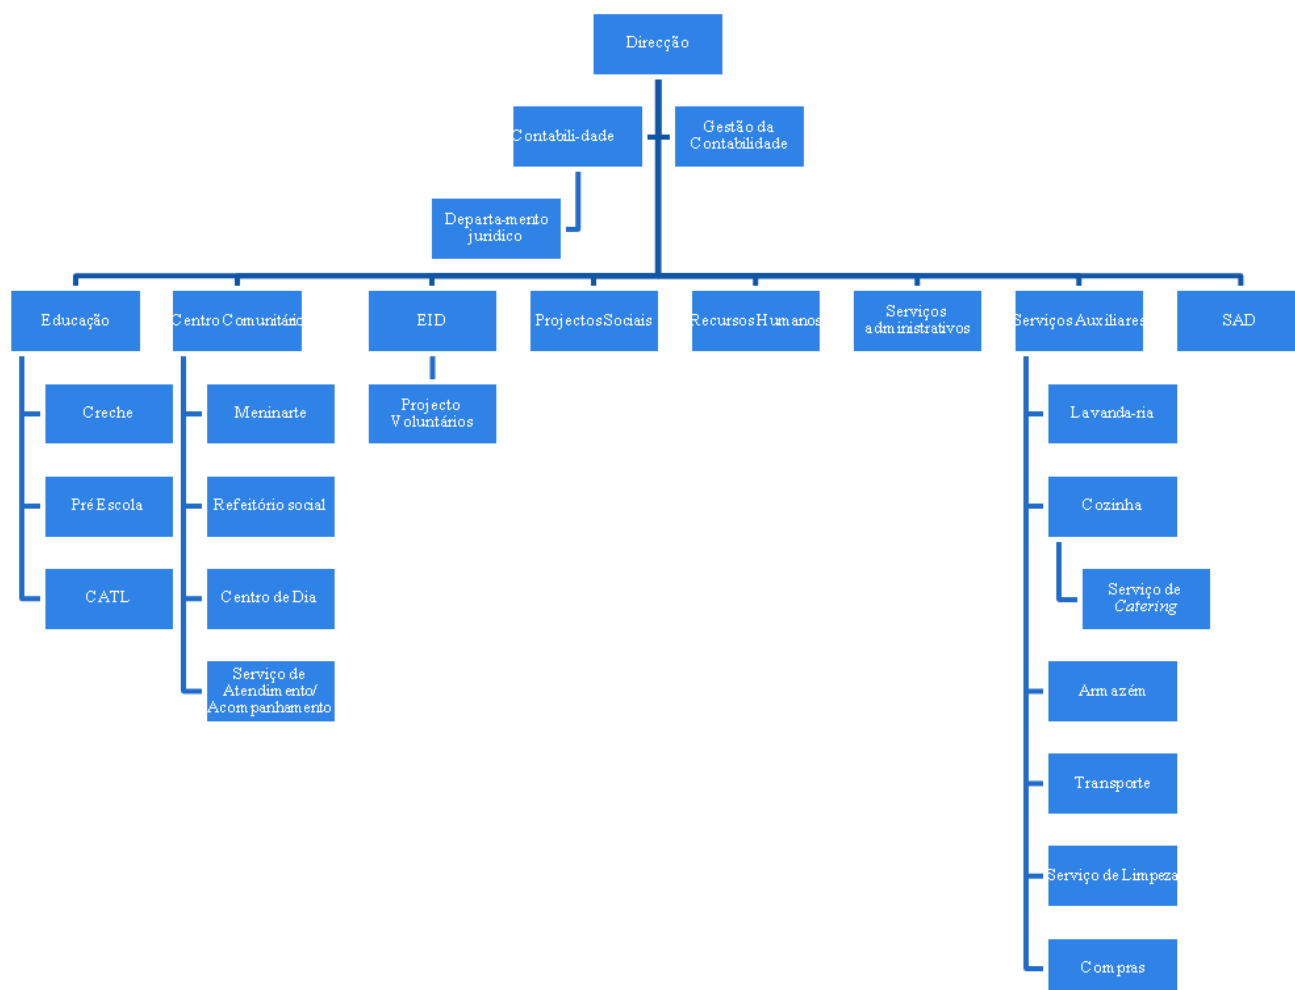 Direcção
Contabili-dade
Gestão da
Contabilidade
Departa-mento
juridico
Educação
Centro Comunitário
EID
Projectos Sociais
Recursos Humanos
Serviços
administrativos
Serviços Auxiliares
SAD
Creche
Meninarte
Projecto
Voluntários
Lavanda-ria
Pré Escola
Refeitório social
Cozinha
CATL
Centro de Dia
Serviço de
Catering
Serviço de
Atendimento/
Acompanhamento
Armazém
Transporte
Serviço de Limpeza
Compras